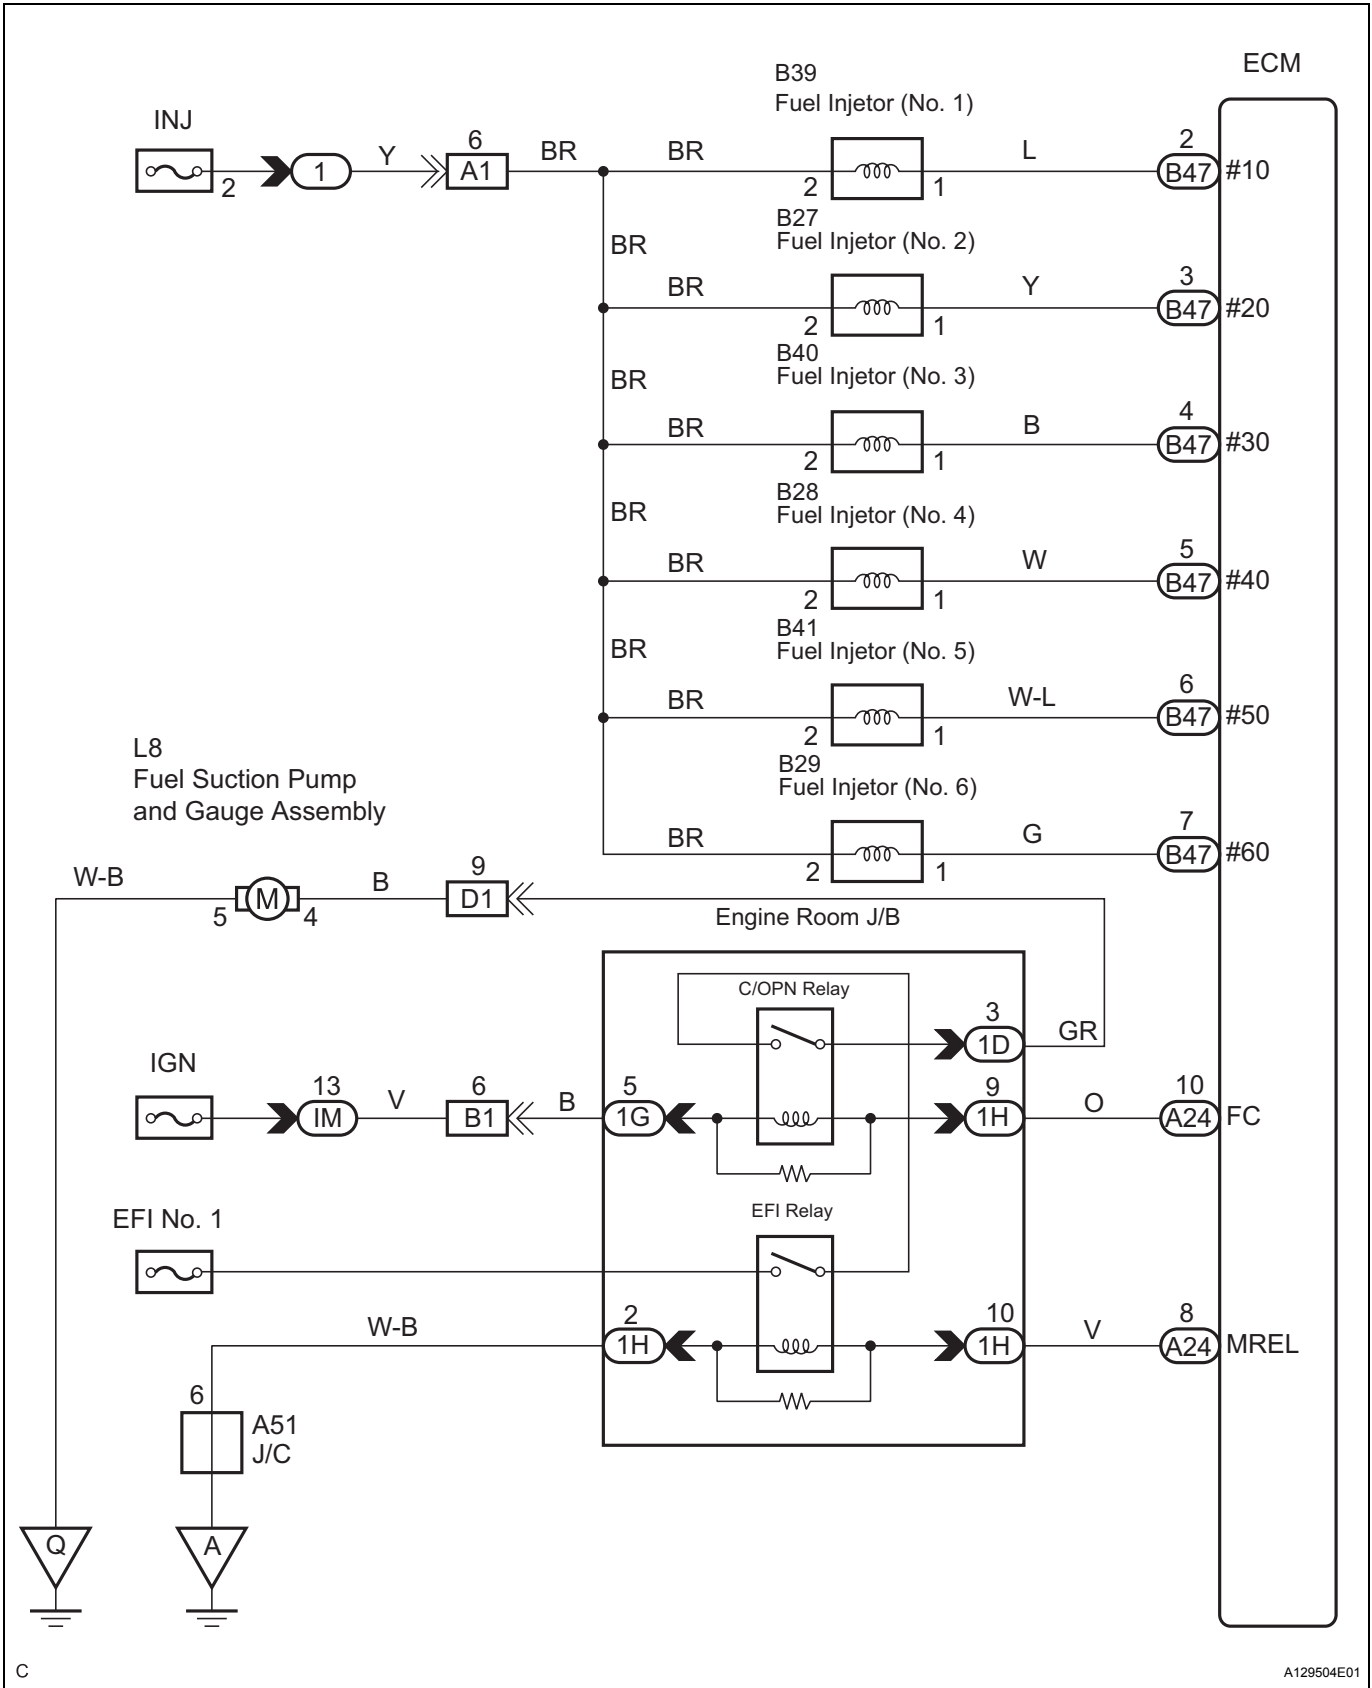 ECM
B39
Fuel Injetor (No. 1)
INJ
2
1
Y
6
A1
BR
BR
2
1
L
2
B47
#10
B27
Fuel Injetor (No. 2)
BR
BR
2
1
Y
3
B47
#20
B40
Fuel Injetor (No. 3)
BR
BR
2
1
B
4
B47
#30
B28
Fuel Injetor (No. 4)
BR
BR
2
1
W
5
B47
#40
B41
Fuel Injetor (No. 5)
BR
BR
2
1
W-L
6
B47
#50
B29
Fuel Injetor (No. 6)
BR
2
1
G
7
B47
#60
L8
Fuel Suction Pump
and Gauge Assembly
W-B
5
M
4
B
9
D1
Engine Room J/B
C/OPN Relay
3
1D
GR
IGN
13
IM
V
6
B1
B
5
1G
9
1H
O
10
A24
FC
EFI No. 1
EFI Relay
W-B
2
1H
10
1H
V
8
A24
MREL
6
A51
J/C
Q
A
C
A129504E01